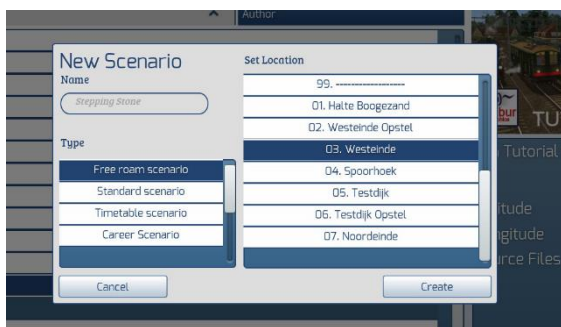 Author
New Scenario
Name
Stepping Stone
Type
Free roam scenario
Standard scenario
Timetable scenario
Career Scenario
Cancel
Set Location
99. -------------------
01. Halte Boogezand
02. Westeinde Opstel
03. Westeinde
04. Spoorhoek
05. Testdijk
06. Testdijk Opstel
07. Noordeinde
Create
TU
Tutorial
itude
ngitude
urce Files